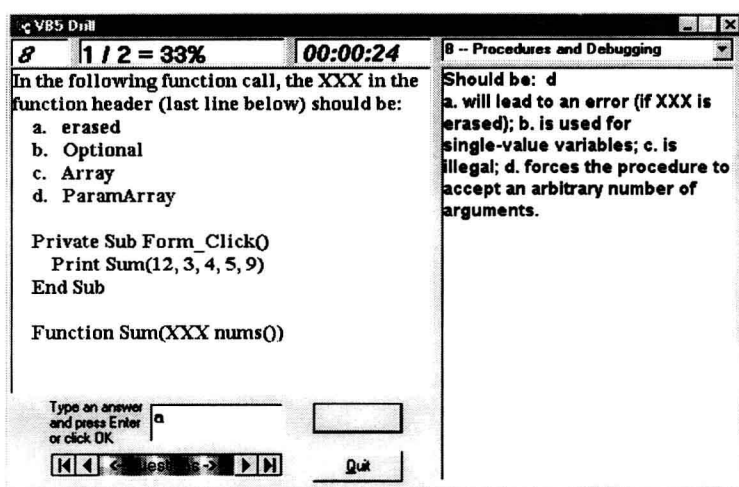 VB5 Drill
8 1 / 2 = 33% 00:00:24 8 -- Procedures and Debugging
In the following function call, the XXX in the
function header (last line below) should be:
a. erased
b. Optional
c. Array
d. ParamArray
Private Sub Form_Click()
Print Sum(12, 3, 4, 5, 9)
End Sub
Function Sum(XXX nums())
Should be: d
a. will lead to an error (if XXX is
erased); b. is used for
single-value variables; c. is
illegal; d. forces the procedure to
accept an arbitrary number of
arguments.
Type an answer
and press Enter
or click OK
a
Quit